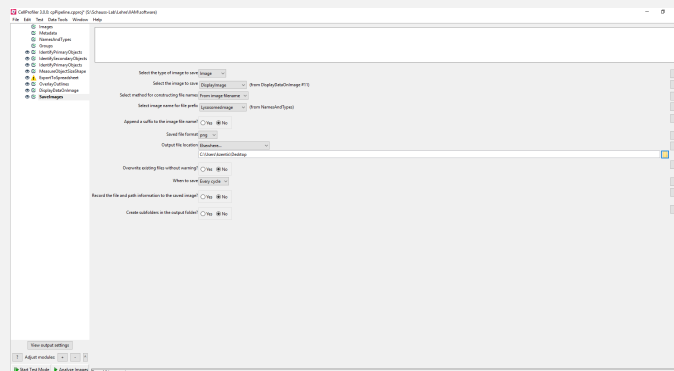 CellProfiler 3.0.0: cpPipeline.cpproj* (S:\Schauss-Lab\Lehen\IAM\software)
File Edit Test Data Tools Window Help
Images
Metadata
NamesAndTypes
Groups
IdentifyPrimaryObjects
IdentifySecondaryObjects
IdentifyPrimaryObjects
MeasureObjectSizeShape
ExportToSpreadsheet
OverlayOutlines
DisplayDataOnImage
SaveImages
Select the type of image to save Image
Select the image to save DisplayImage (from DisplayDataOnImage #11)
Select method for constructing file names From image filename
Select image name for file prefix LysosomesImage (from NamesAndTypes)
Append a suffix to the image file name? Yes No
Saved file format png
Output file location Elsewhere...
Overwrite existing files without warning? Yes No
When to save Every cycle
Record the file and path information to the saved image? Yes No
Create subfolders in the output folder? Yes No
View output settings
? Adjust modules: + - ^
Start Test Mode Analyze Images